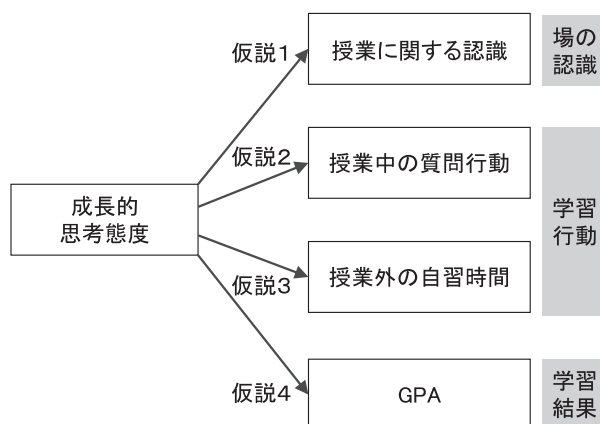 仮説1
授業に関する認識
場の
認識
仮説2
授業中の質問行動
成長的
思考態度
学習
行動
仮説3
授業外の自習時間
仮説4
GPA
学習
結果